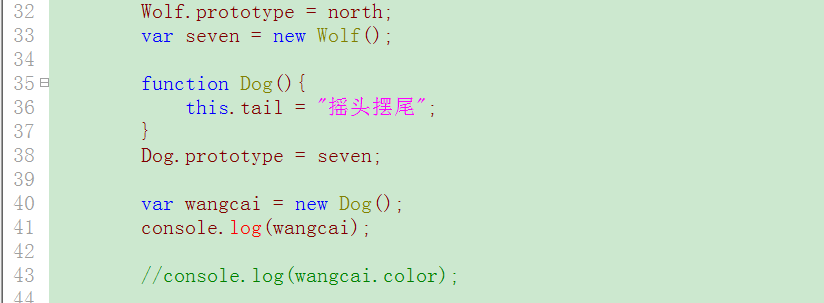 32 Wolf.prototype = north;
33 var seven = new Wolf();
34
35 function Dog(){
36 this.tail = "摇头摆尾";
37 }
38 Dog.prototype = seven;
39
40 var wangcai = new Dog();
41 console.log(wangcai);
42
43 //console.log(wangcai.color);
44